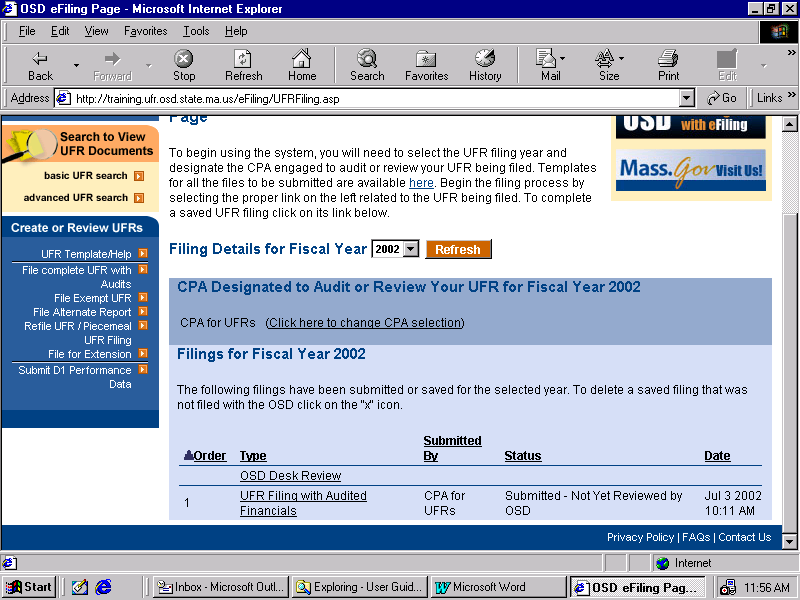 OSD eFiling Page - Microsoft Internet Explorer
File Edit View Favorites Tools Help
Back Forward Stop Refresh Home Search Favorites History Mail Size Print Edit »
Address http://training.ufr.osd.state.ma.us/eFiling/UFRFiling.asp Go Links »
Page
OSD with eFiling
Mass.Gov Visit Us!
Search to View
UFR Documents
basic UFR search
advanced UFR search
Create or Review UFRs
UFR Template/Help
File complete UFR with
Audits
File Exempt UFR
File Alternate Report
Refile UFR / Piecemeal
UFR Filing
File for Extension
Submit D1 Performance
Data
To begin using the system, you will need to select the UFR filing year and
designate the CPA engaged to audit or review your UFR being filed. Templates
for all the files to be submitted are available here. Begin the filing process by
selecting the proper link on the left related to the UFR being filed. To complete
a saved UFR filing click on its link below.
Filing Details for Fiscal Year 2002 Refresh
CPA Designated to Audit or Review Your UFR for Fiscal Year 2002
CPA for UFRs (Click here to change CPA selection)
Filings for Fiscal Year 2002
The following filings have been submitted or saved for the selected year. To delete a saved filing that was
not filed with the OSD click on the "x" icon.
Order Type Submitted By Status Date
OSD Desk Review
1 UFR Filing with Audited Financials CPA for UFRs Submitted - Not Yet Reviewed by OSD Jul 3 2002 10:11 AM
Privacy Policy | FAQs | Contact Us
Internet
Start Inbox - Microsoft Outl... Exploring - User Guid... Microsoft Word OSD eFiling Pag... 11:56 AM